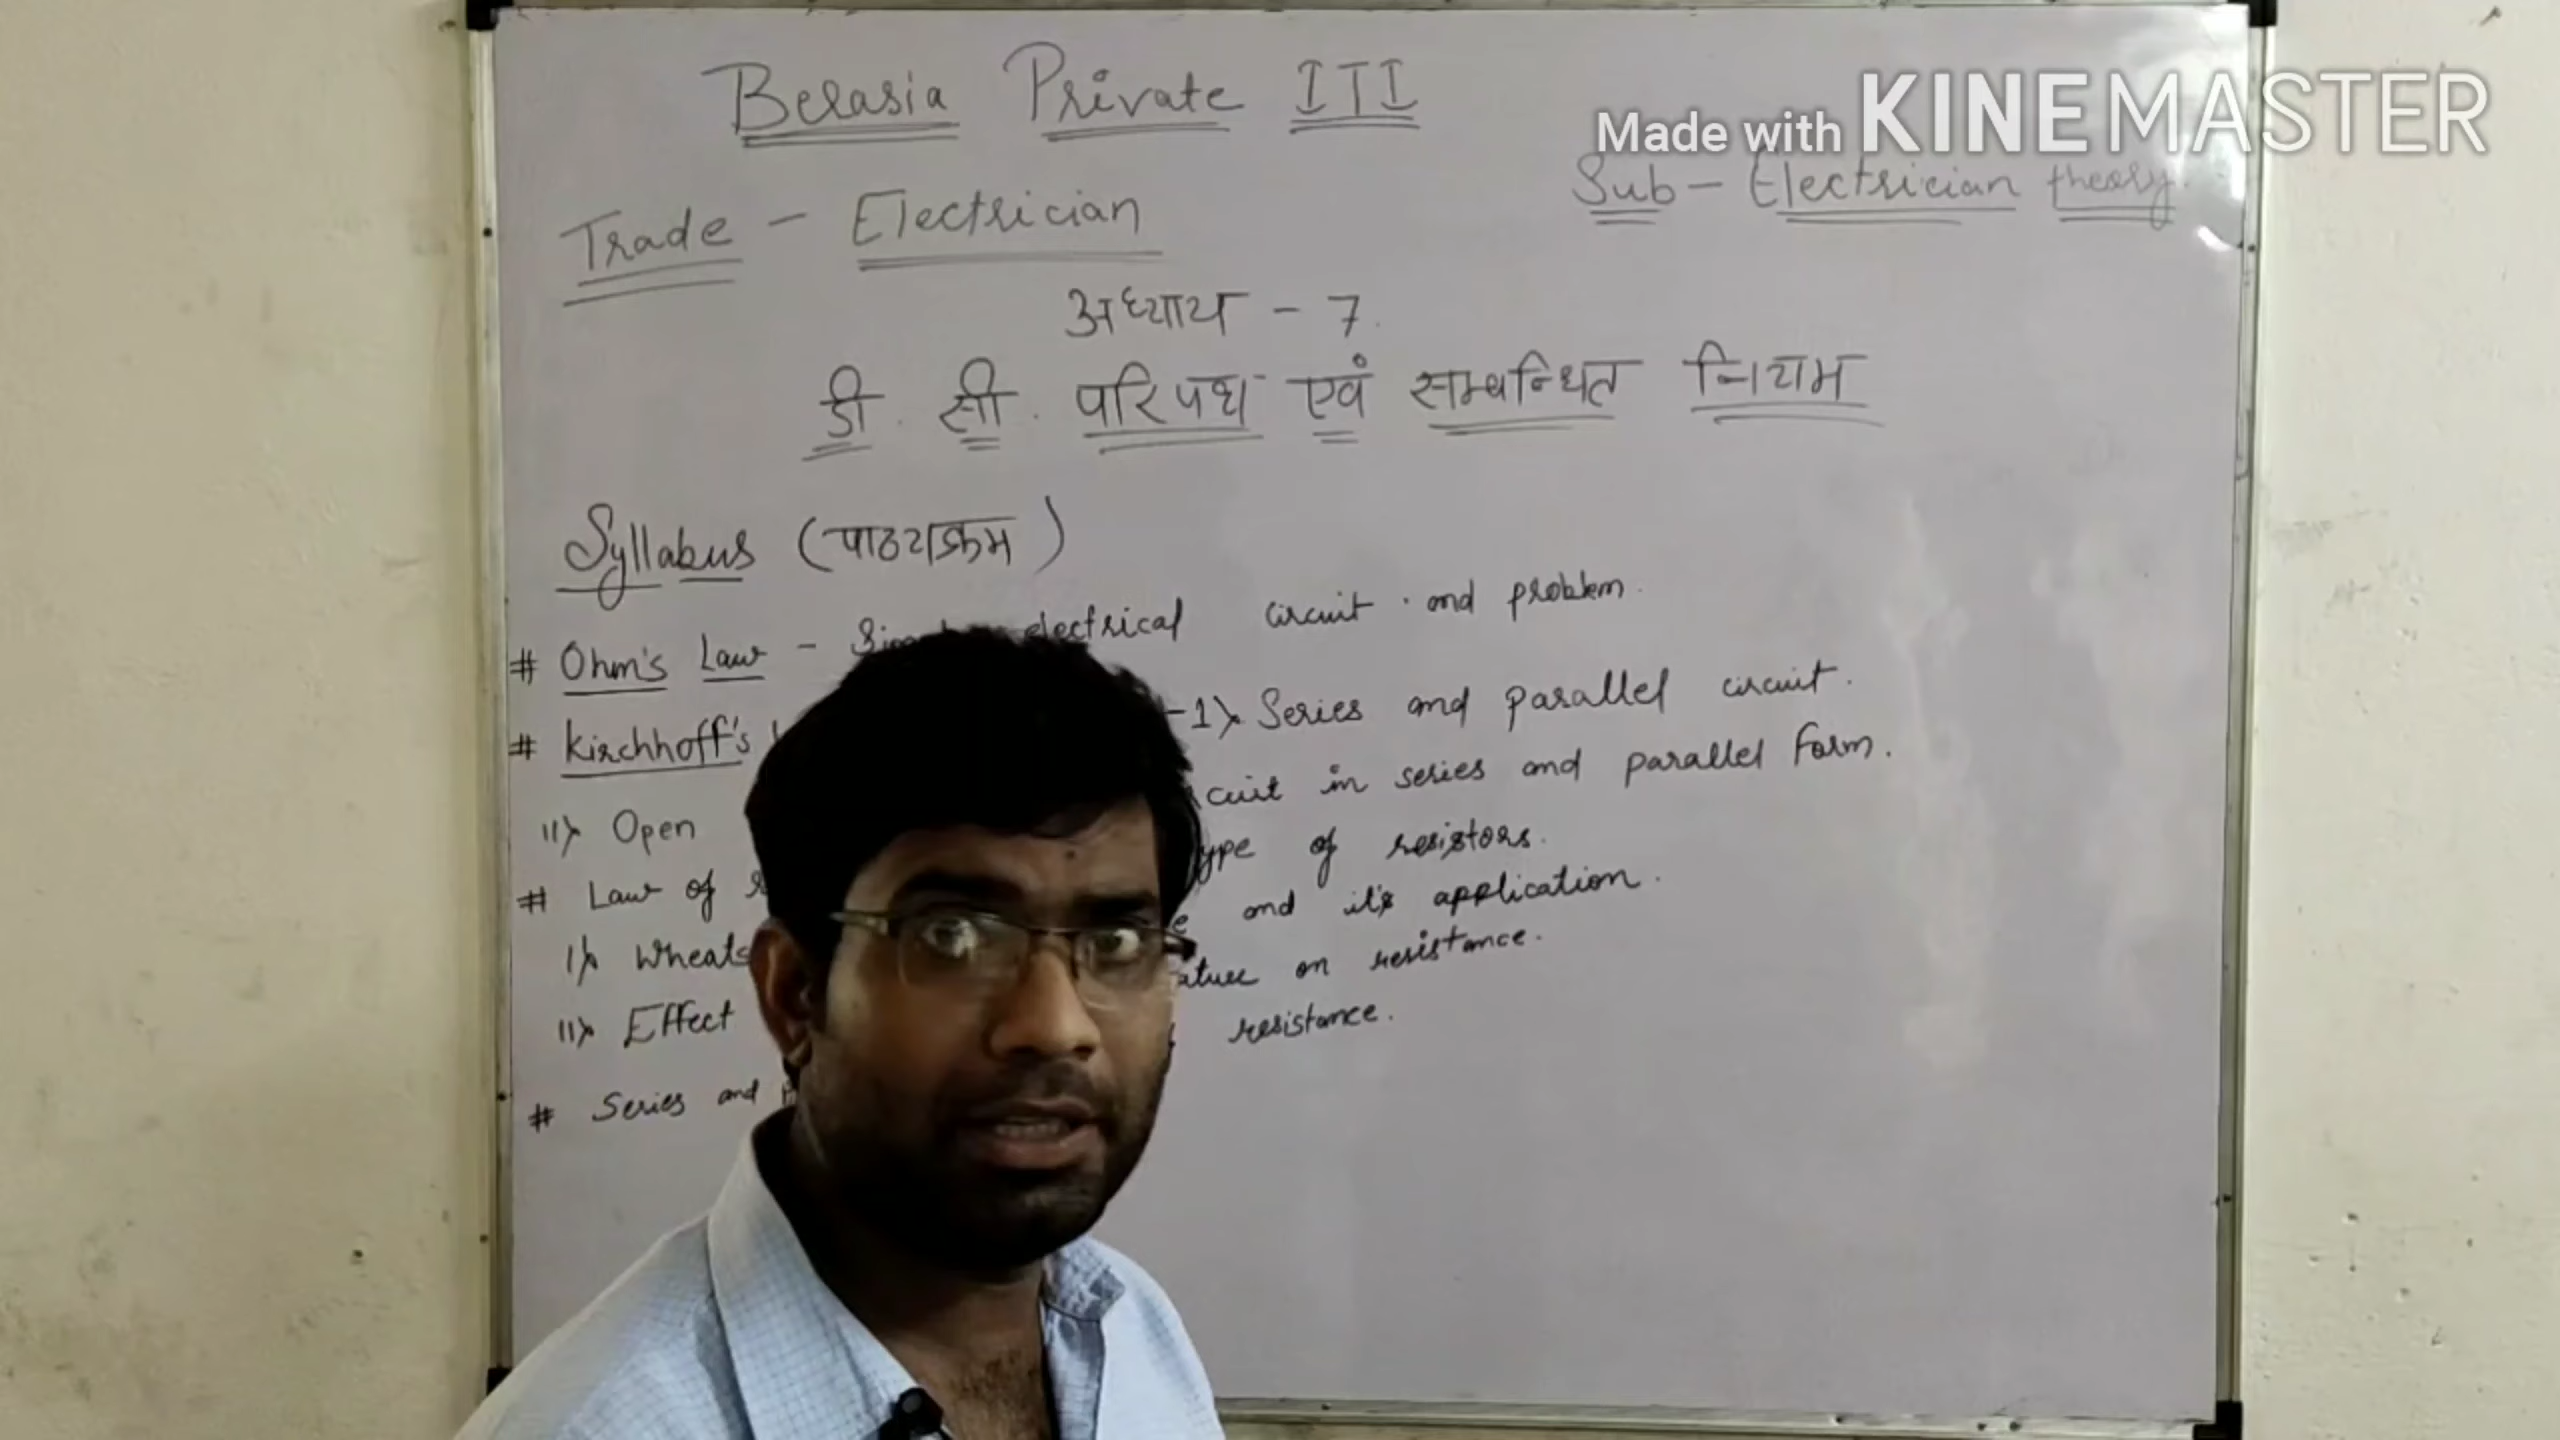 Belasia Private ITI
Made with KINEMASTER
Sub - Electrician theory.
Trade - Electrician
अध्याय - 7.
डी. सी. परिपथ एवं सम्बन्धित नियम
Syllabus (पाठ्यक्रम)
# Ohm's Law - electrical circuit . and problem.
# Kirchhoff's -1) Series and parallel circuit.
11) Open cuit in series and parallel form.
# Law of ype of resistors.
1) Wheats e and it's application.
11) Effect ature on resistance.
# Series and resistance.